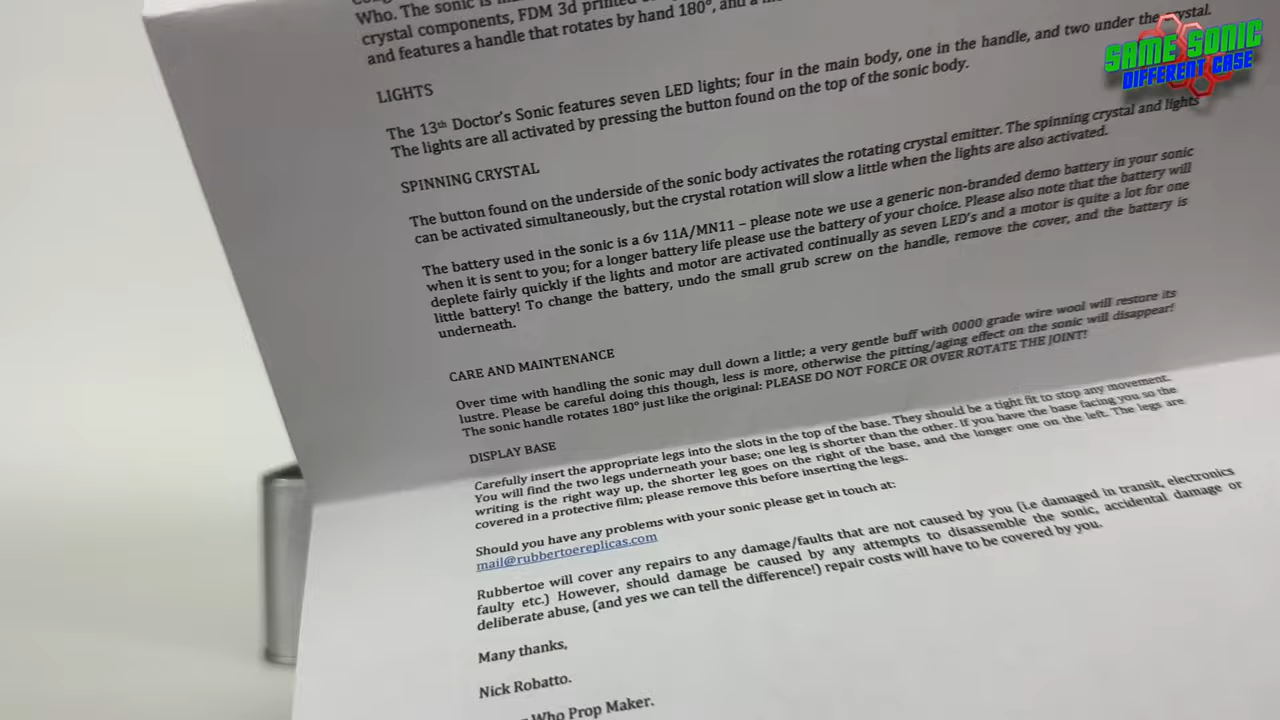 Who. The sonic is
crystal components, FDM 3d printed
and features a handle that rotates by hand 180°, and a
LIGHTS
The 13th Doctor's Sonic features seven LED lights; four in the main body, one in the handle, and two under the crystal.
The lights are all activated by pressing the button found on the top of the sonic body.
SPINNING CRYSTAL
The button found on the underside of the sonic body activates the rotating crystal emitter. The spinning crystal and lights
can be activated simultaneously, but the crystal rotation will slow a little when the lights are also activated.
The battery used in the sonic is a 6v 11A/MN11 – please note we use a generic non-branded demo battery in your sonic
when it is sent to you; for a longer battery life please use the battery of your choice. Please also note that the battery will
deplete fairly quickly if the lights and motor are activated continually as seven LED's and a motor is quite a lot for one
little battery! To change the battery, undo the small grub screw on the handle, remove the cover, and the battery is
underneath.
CARE AND MAINTENANCE
Over time with handling the sonic may dull down a little; a very gentle buff with 0000 grade wire wool will restore its
lustre. Please be careful doing this though, less is more, otherwise the pitting/aging effect on the sonic will disappear!
The sonic handle rotates 180° just like the original: PLEASE DO NOT FORCE OR OVER ROTATE THE JOINT!
DISPLAY BASE
Carefully insert the appropriate legs into the slots in the top of the base. They should be a tight fit to stop any movement.
You will find the two legs underneath your base; one leg is shorter than the other. If you have the base facing you so the
writing is the right way up, the shorter leg goes on the right of the base, and the longer one on the left. The legs are
covered in a protective film; please remove this before inserting the legs.
Should you have any problems with your sonic please get in touch at:
mail@rubbertoereplicas.com
Rubbertoe will cover any repairs to any damage/faults that are not caused by you (i.e damaged in transit, electronics
faulty etc.) However, should damage be caused by any attempts to disassemble the sonic, accidental damage or
deliberate abuse, (and yes we can tell the difference!) repair costs will have to be covered by you.
Many thanks,
Nick Robatto.
Who Prop Maker.
SAME SONIC
DIFFERENT CASE